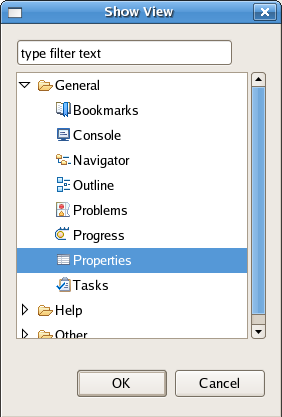 Show View
type filter text
General
Bookmarks
Console
Navigator
Outline
Problems
Progress
Properties
Tasks
Help
Other
OK
Cancel